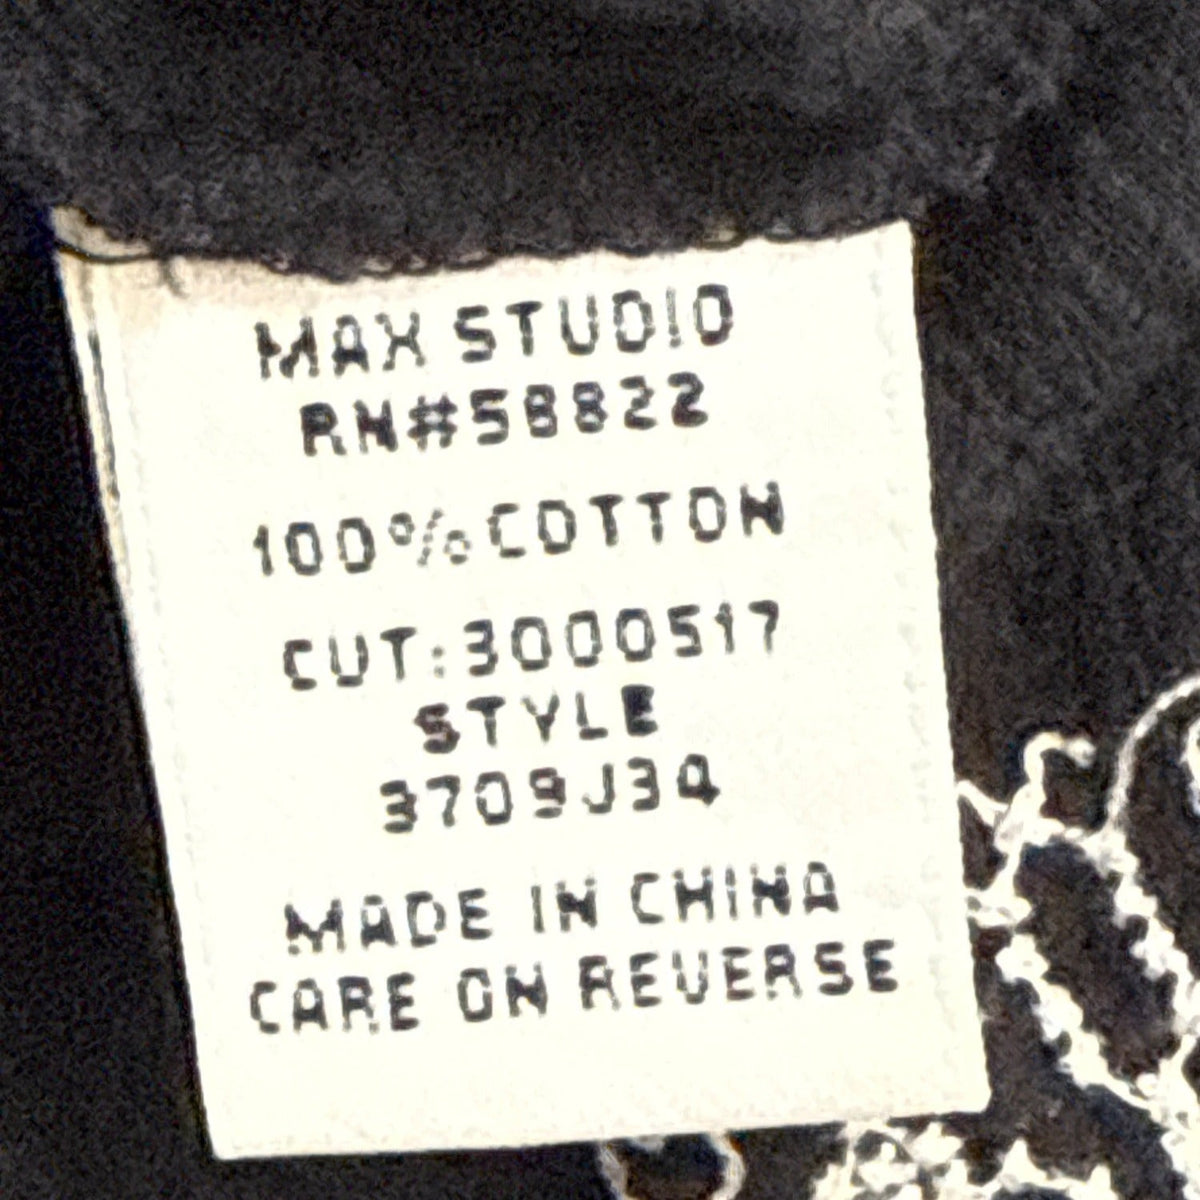 MAX STUDIO
RN#58822
100% COTTON
CUT:3000517
STYLE
3709J34
MADE IN CHINA
CARE ON REVERSE